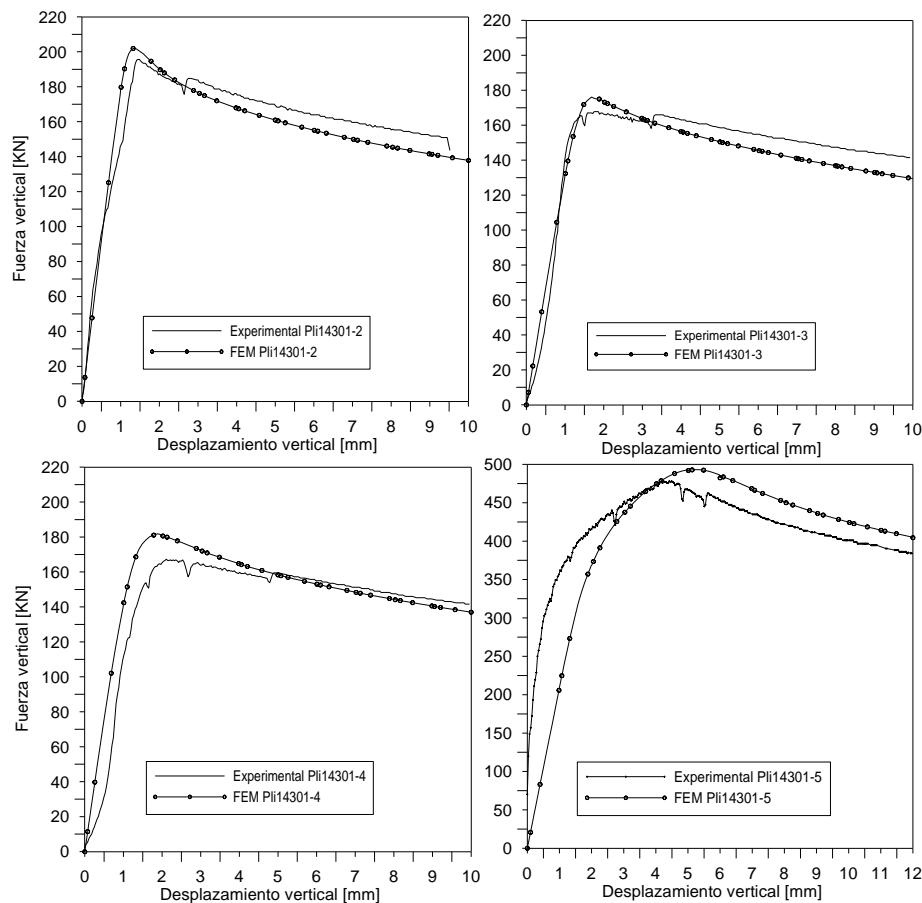 220
200
180
160
140
120
100
80
60
40
20
0
Fuerza vertical [KN]
Experimental Pli14301-2
FEM Pli14301-2
0 1 2 3 4 5 6 7 8 9 10
Desplazamiento vertical [mm]
220
200
180
160
140
120
100
80
60
40
20
0
Experimental Pli14301-3
FEM Pli14301-3
0 1 2 3 4 5 6 7 8 9 10
Desplazamiento vertical [mm]
220
200
180
160
140
120
100
80
60
40
20
0
Fuerza vertical [KN]
Experimental Pli14301-4
FEM Pli14301-4
0 1 2 3 4 5 6 7 8 9 10
Desplazamiento vertical [mm]
500
450
400
350
300
250
200
150
100
50
0
Experimental Pli14301-5
FEM Pli14301-5
0 1 2 3 4 5 6 7 8 9 10 11 12
Desplazamiento vertical [mm]